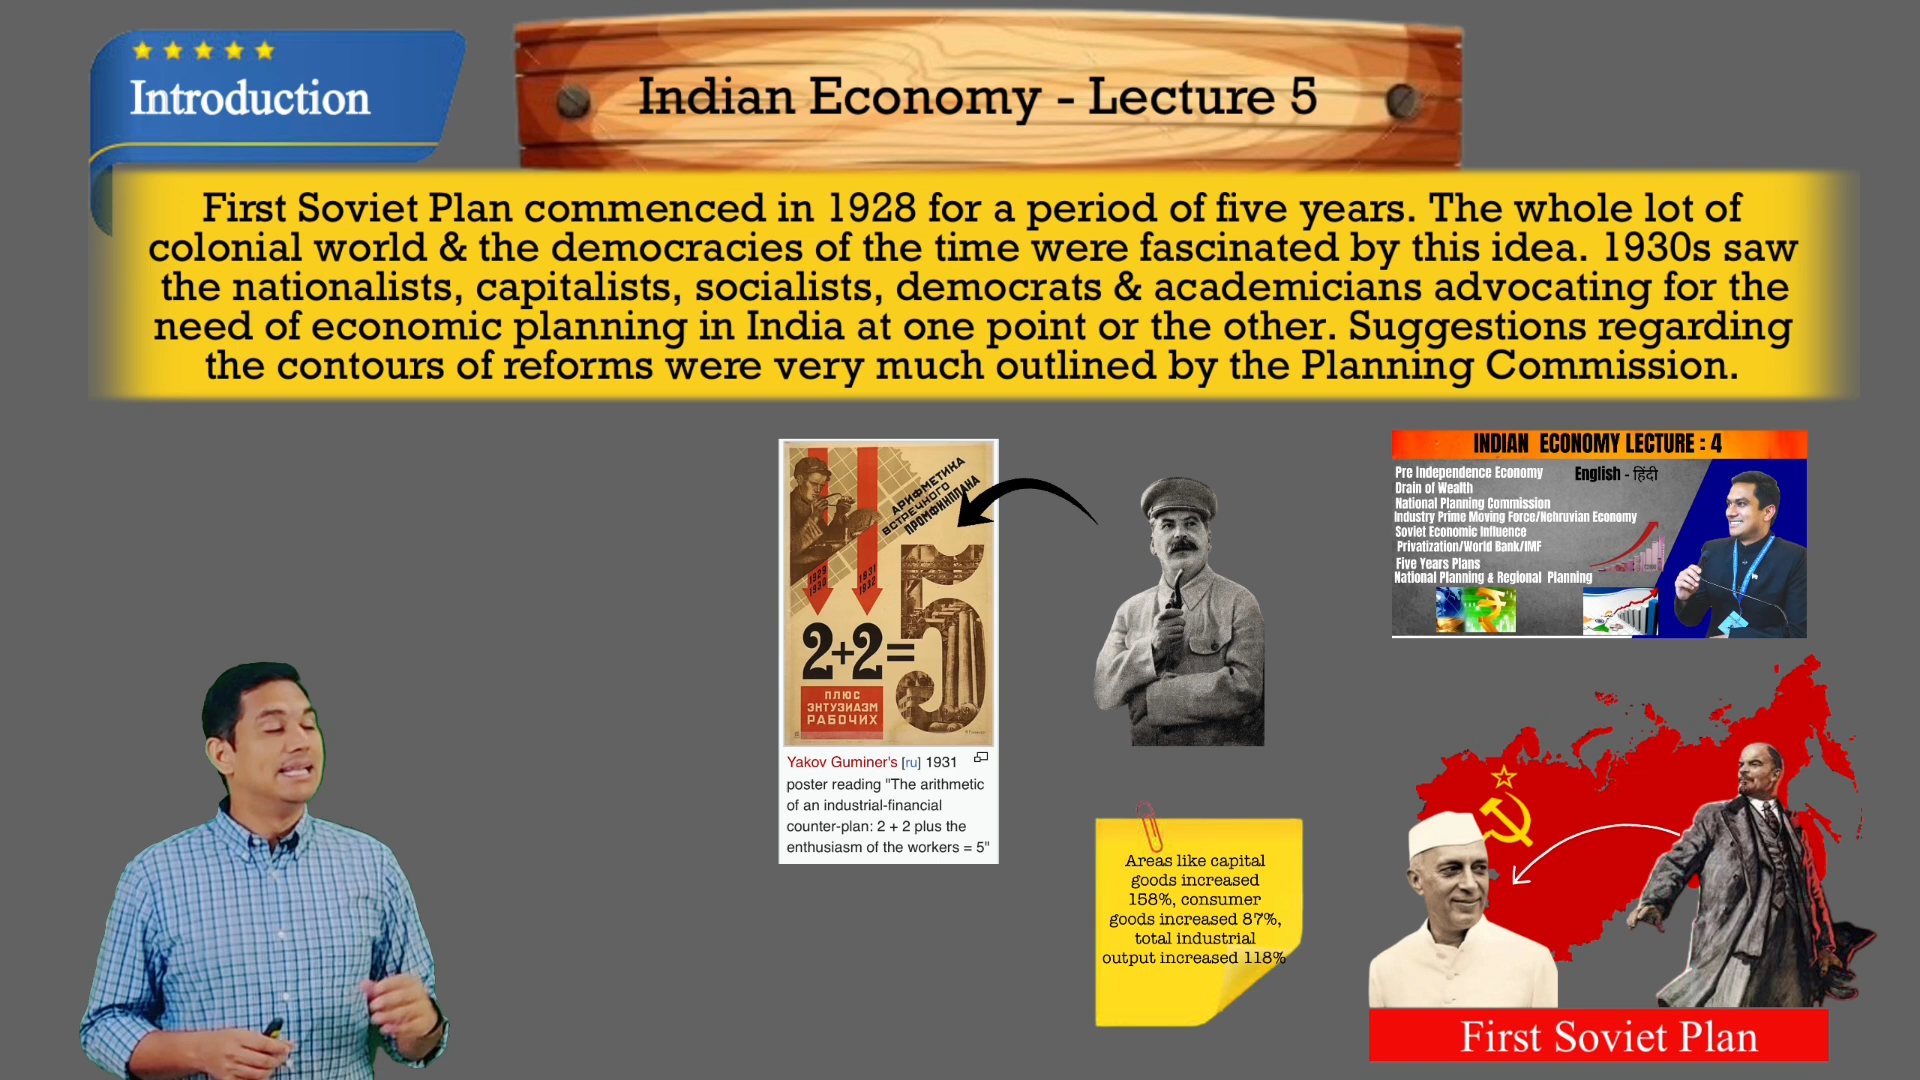 Introduction
Indian Economy - Lecture 5
First Soviet Plan commenced in 1928 for a period of five years. The whole lot of
colonial world & the democracies of the time were fascinated by this idea. 1930s saw
the nationalists, capitalists, socialists, democrats & academicians advocating for the
need of economic planning in India at one point or the other. Suggestions regarding
the contours of reforms were very much outlined by the Planning Commission.
АРИФМЕТИКА
ВСТРЕЧНОГО
ПРОМФИНПЛАНА
1929
1930
1931
1932
2+2=5
ПЛЮС
ЭНТУЗИАЗМ
РАБОЧИХ
Yakov Guminer's [ru] 1931
poster reading "The arithmetic
of an industrial-financial
counter-plan: 2 + 2 plus the
enthusiasm of the workers = 5"
INDIAN ECONOMY LECTURE : 4
Pre Independence Economy
English - हिंदी
Drain of Wealth
National Planning Commission
Industry Prime Moving Force/Nehruvian Economy
Soviet Economic Influence
Privatization/World Bank/IMF
Five Years Plans
National Planning & Regional Planning
Areas like capital
goods increased
158%, consumer
goods increased 87%,
total industrial
output increased 118%
First Soviet Plan